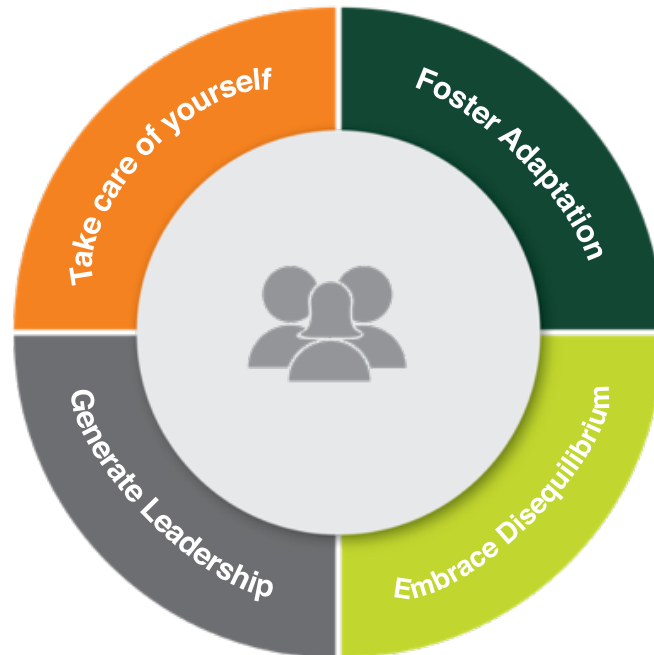 Take care of yourself
Foster Adaptation
Generate Leadership
Embrace Disequilibrium